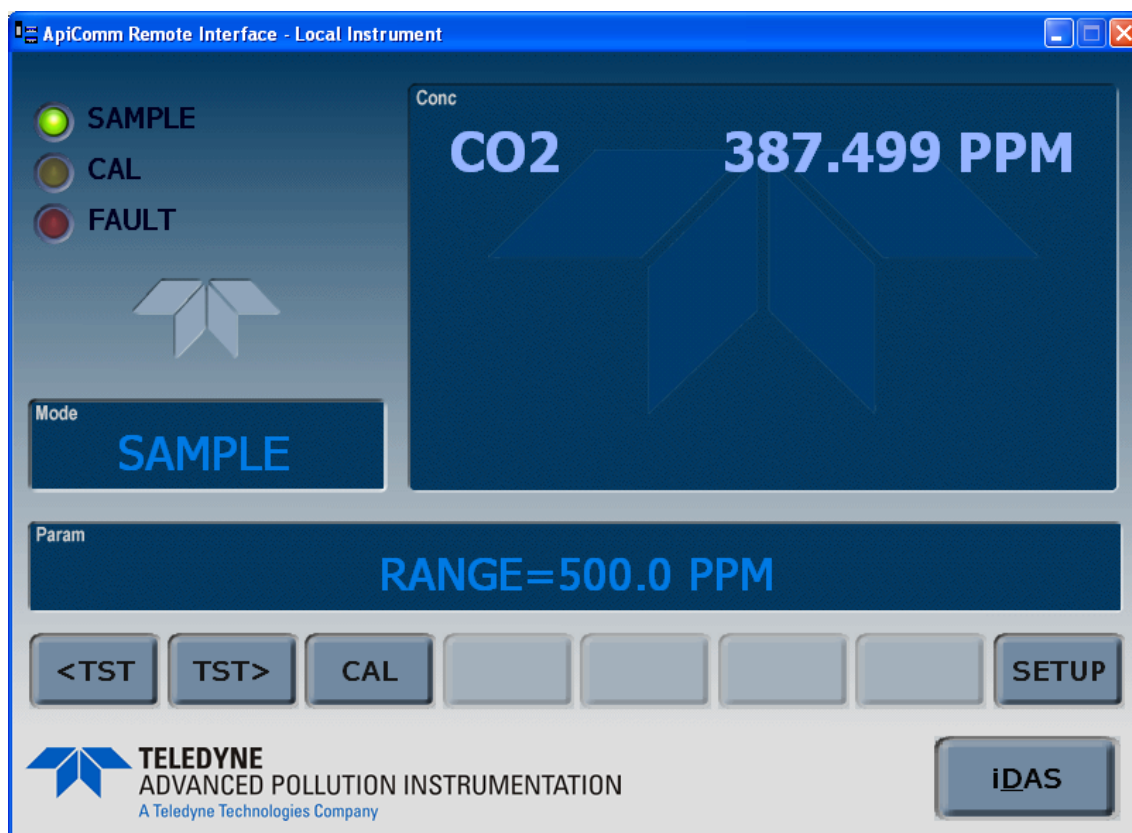 ApiComm Remote Interface - Local Instrument
SAMPLE
CAL
FAULT
Conc
CO2 387.499 PPM
Mode
SAMPLE
Param
RANGE=500.0 PPM
<TST TST> CAL SETUP
TELEDYNE
ADVANCED POLLUTION INSTRUMENTATION
A Teledyne Technologies Company
iDAS